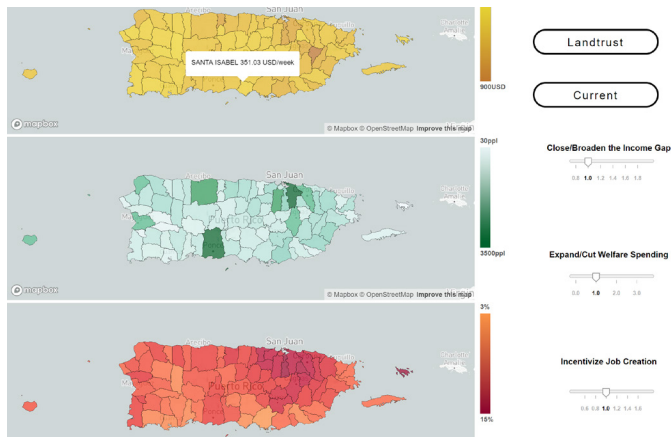 Arecibo
San Juan
Charlotte
Amalie
SANTA ISABEL 351.03 USD/week
900USD
mapbox
© Mapbox © OpenStreetMap Improve this map
Landtrust
Current
Close/Broaden the Income Gap
0.8 1.0 1.2 1.4 1.6 1.8
30ppl
San Juan
Puerto Rico
3500ppl
mapbox
© Mapbox © OpenStreetMap Improve this map
Expand/Cut Welfare Spending
1.0 2.0 3.0
3%
San Juan
Puerto Rico
15%
Incentivize Job Creation
0.6 0.8 1.0 1.2 1.4 1.6